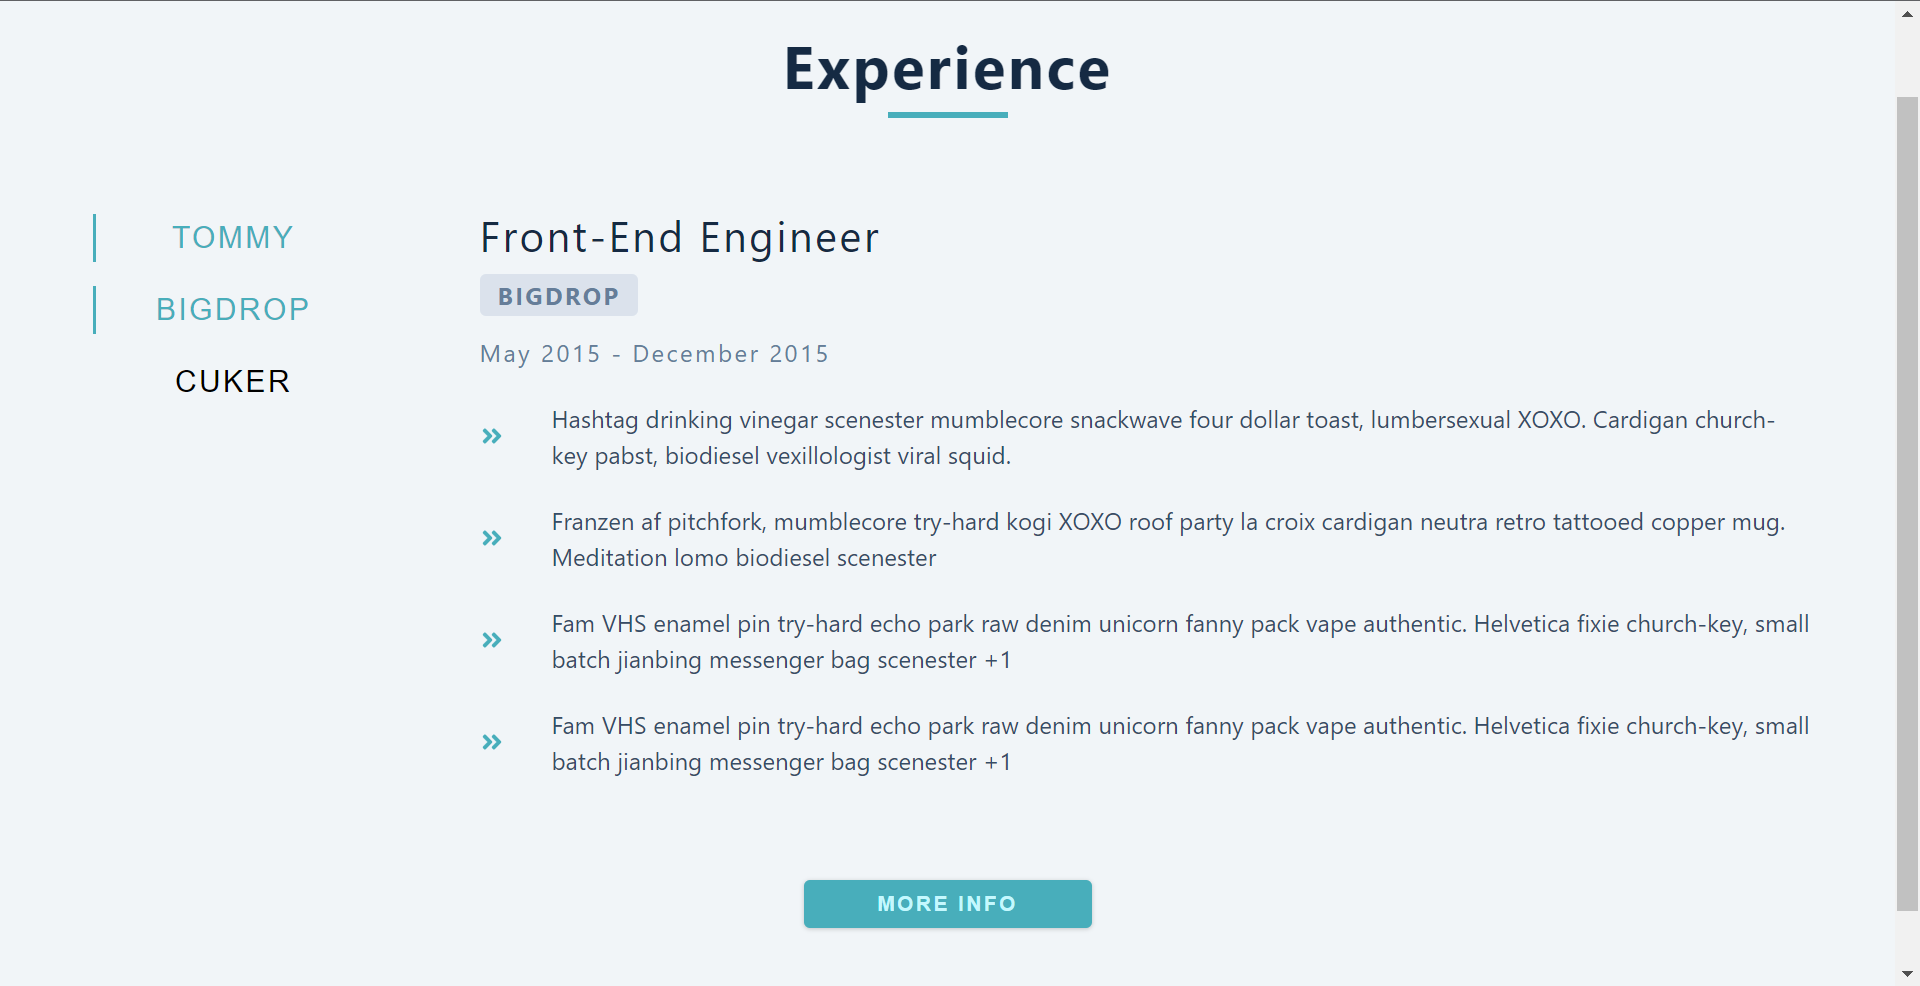 Experience
TOMMY
BIGDROP
CUKER
Front-End Engineer
BIGDROP
May 2015 - December 2015
Hashtag drinking vinegar scenester mumblecore snackwave four dollar toast, lumbersexual XOXO. Cardigan church-
key pabst, biodiesel vexillologist viral squid.
Franzen af pitchfork, mumblecore try-hard kogi XOXO roof party la croix cardigan neutra retro tattooed copper mug.
Meditation lomo biodiesel scenester
Fam VHS enamel pin try-hard echo park raw denim unicorn fanny pack vape authentic. Helvetica fixie church-key, small
batch jianbing messenger bag scenester +1
Fam VHS enamel pin try-hard echo park raw denim unicorn fanny pack vape authentic. Helvetica fixie church-key, small
batch jianbing messenger bag scenester +1
MORE INFO